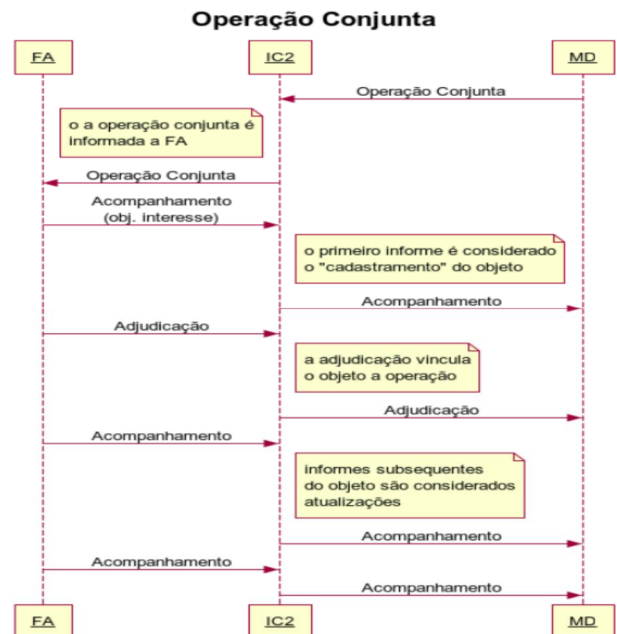 Operação Conjunta
FA
IC2
MD
Operação Conjunta
o a operação conjunta é
informada a FA
Operação Conjunta
Acompanhamento
(obj. interesse)
o primeiro informe é considerado
o "cadastramento" do objeto
Acompanhamento
Adjudicação
a adjudicação vincula
o objeto a operação
Adjudicação
Acompanhamento
informes subsequentes
do objeto são considerados
atualizações
Acompanhamento
Acompanhamento
Acompanhamento
FA
IC2
MD